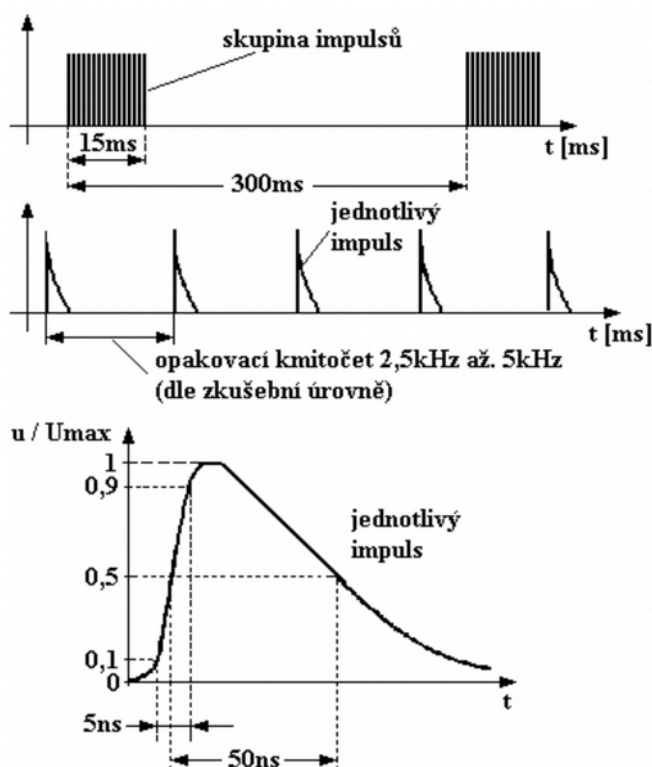 skupina impulsů
15ms
t [ms]
300ms
jednotlivý
impuls
t [ms]
opakovací kmitočet 2,5kHz až. 5kHz
(dle zkušební úrovně)
u / Umax
1
0,9
jednotlivý
impuls
0,5
0,1
0
t
5ns
50ns